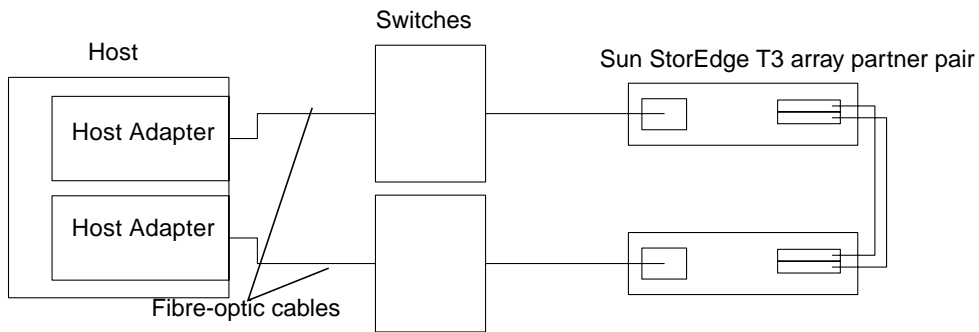 Switches
Host
Sun StorEdge T3 array partner pair
Host Adapter
Host Adapter
Fibre-optic cables